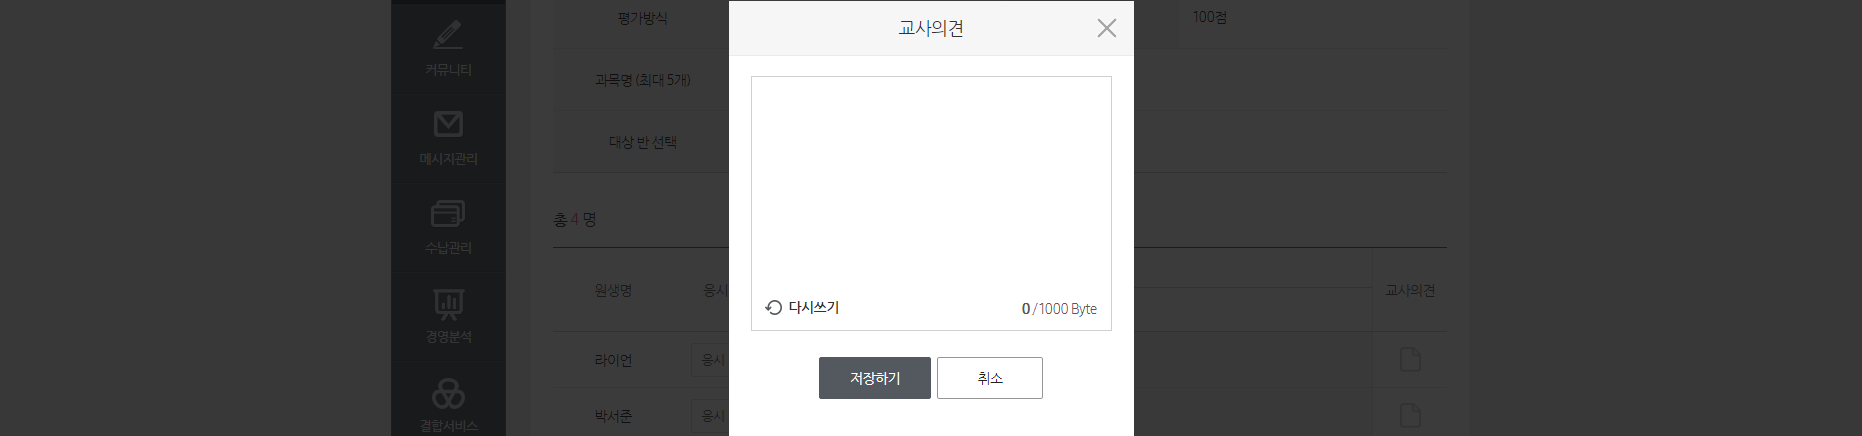 커뮤니티
메시지관리
수납관리
경영분석
결합서비스
평가방식
100점
과목명 (최대 5개)
대상 반 선택
총 4 명
원생명
응시
교사의견
라이언
응시
박서준
응시
교사의견
다시쓰기
0 / 1000 Byte
저장하기
취소